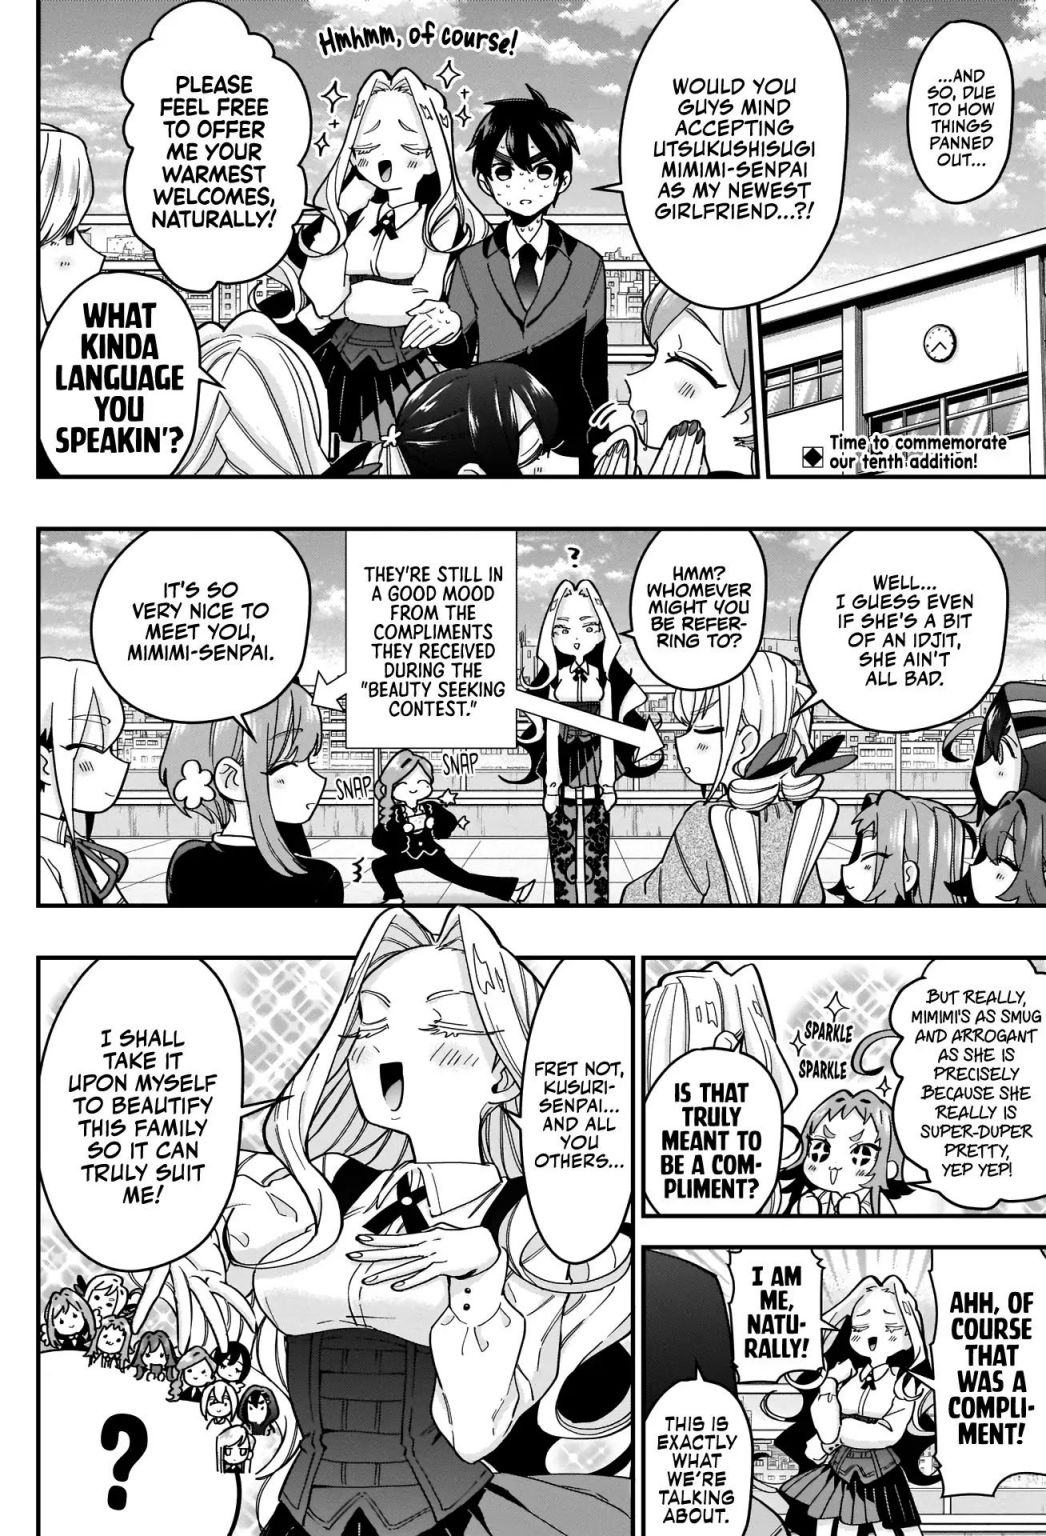 ...AND
SO, DUE
TO HOW
THINGS
PANNED
OUT...
Time to commemorate
our tenth addition!
WOULD YOU
GUYS MIND
ACCEPTING
UTSUKUSHISUGI
MIMIMI-SENPAI
AS MY NEWEST
GIRLFRIEND...?!
Hmhmm, of course!
PLEASE
FEEL FREE
TO OFFER
ME YOUR
WARMEST
WELCOMES,
NATURALLY!
WHAT
KINDA
LANGUAGE
YOU
SPEAKIN'?
WELL...
I GUESS EVEN
IF SHE'S A BIT
OF AN IDJIT,
SHE AIN'T
ALL BAD.
HMM?
WHOMEVER
MIGHT YOU
BE REFER-
RING TO?
?
THEY'RE STILL IN
A GOOD MOOD
FROM THE
COMPLIMENTS
THEY RECEIVED
DURING THE
"BEAUTY SEEKING
CONTEST."
SNAP
SNAP
IT'S SO
VERY NICE TO
MEET YOU,
MIMIMI-SENPAI.
BUT REALLY,
MIMIMI'S AS SMUG
AND ARROGANT
AS SHE IS
PRECISELY
BECAUSE SHE
REALLY IS
SUPER-DUPER
PRETTY,
YEP YEP!
SPARKLE
SPARKLE
IS THAT
TRULY
MEANT TO
BE A COM-
PLIMENT?
AHH, OF
COURSE
THAT
WAS A
COMPLI-
MENT!
I AM
ME,
NATU-
RALLY!
THIS IS
EXACTLY
WHAT
WE'RE
TALKING
ABOUT.
FRET NOT,
KUSURI-
SENPAI...
AND ALL
YOU
OTHERS...
I SHALL
TAKE IT
UPON MYSELF
TO BEAUTIFY
THIS FAMILY
SO IT CAN
TRULY SUIT
ME!
?